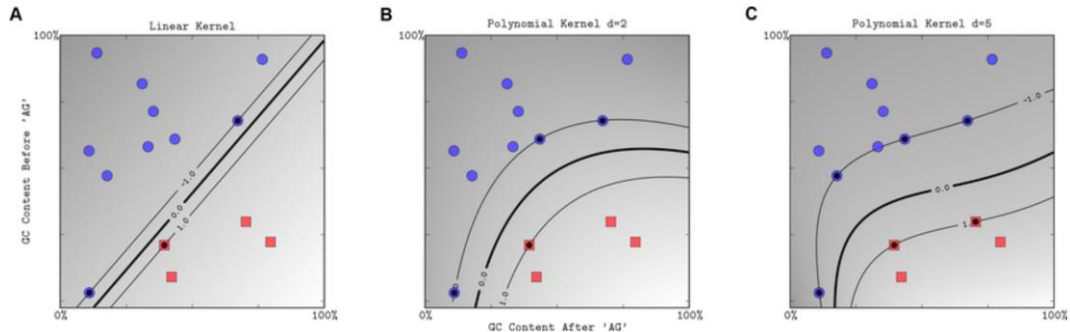 A
Linear Kernel
100%
GC Content Before 'AG'
-1.0
0.0
1.0
0%
100%
B
Polynomial Kernel d=2
100%
0.0
1.0
0%
100%
GC Content After 'AG'
C
Polynomial Kernel d=5
100%
-1.0
0.0
0%
100%